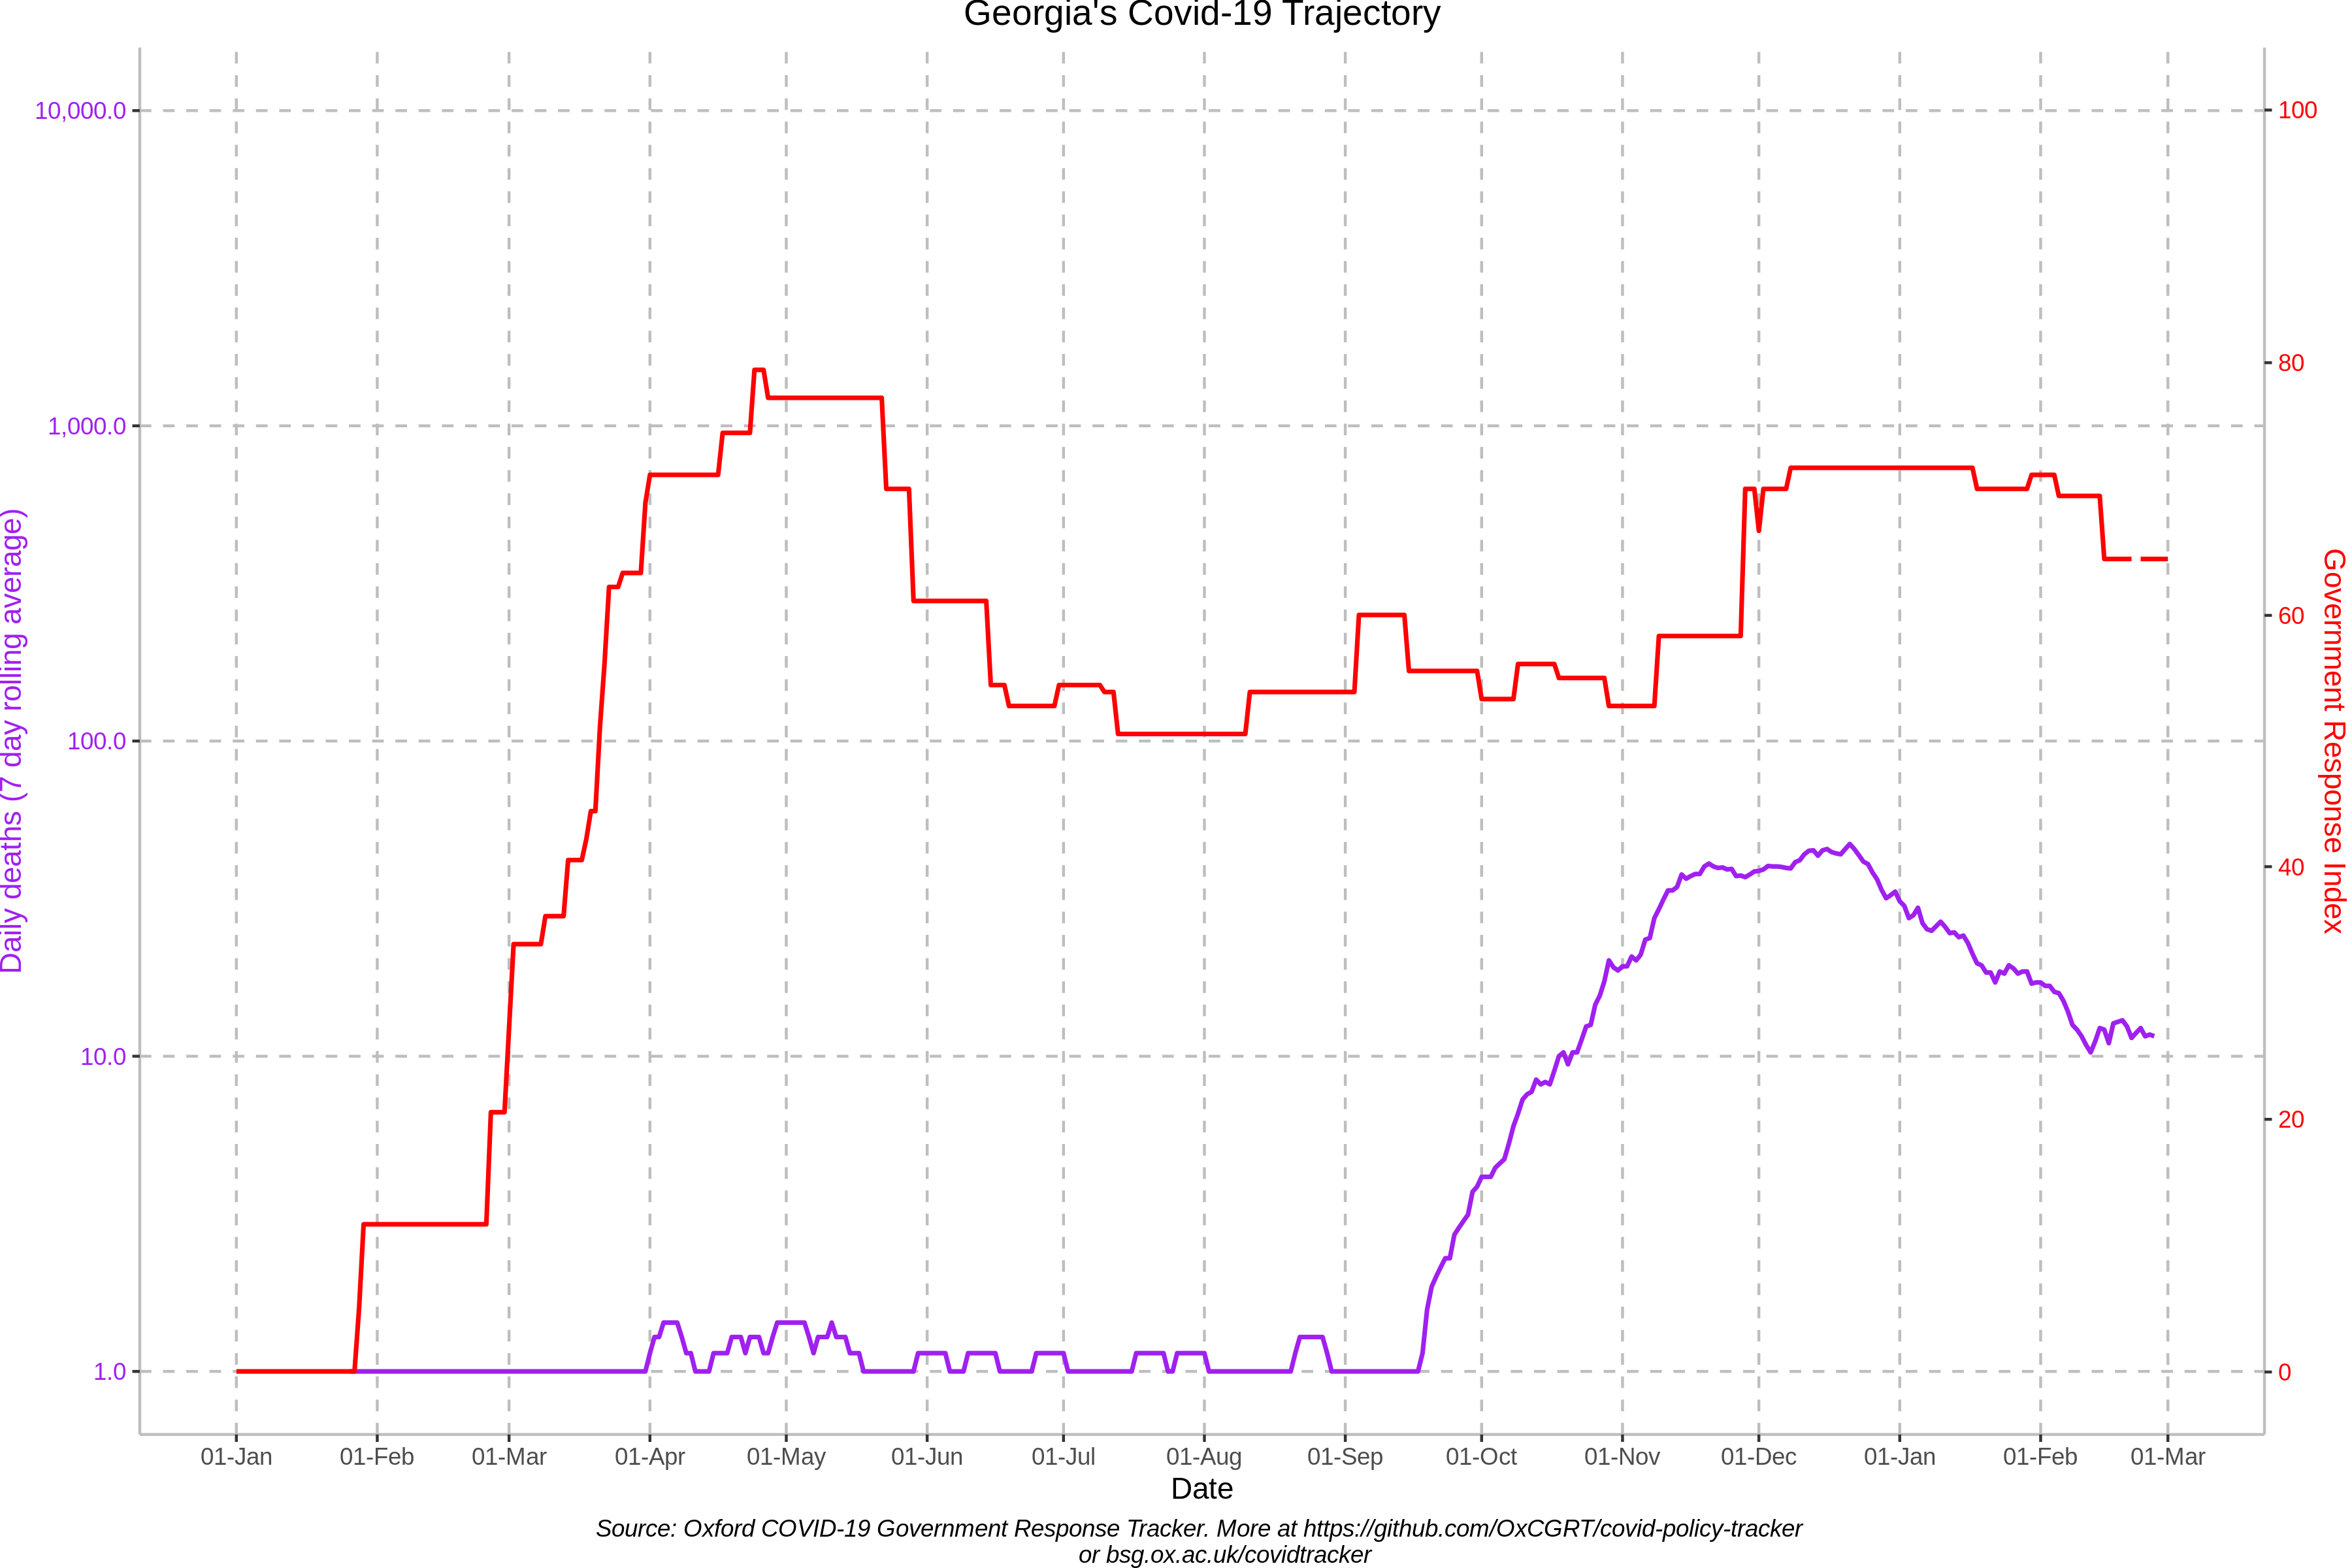 Georgia's Covid-19 Trajectory
10,000.0
1,000.0
100.0
10.0
1.0
Daily deaths (7 day rolling average)
100
80
60
40
20
0
Government Response Index
01-Jan 01-Feb 01-Mar 01-Apr 01-May 01-Jun 01-Jul 01-Aug 01-Sep 01-Oct 01-Nov 01-Dec 01-Jan 01-Feb 01-Mar
Date
Source: Oxford COVID-19 Government Response Tracker. More at https://github.com/OxCGRT/covid-policy-tracker
or bsg.ox.ac.uk/covidtracker